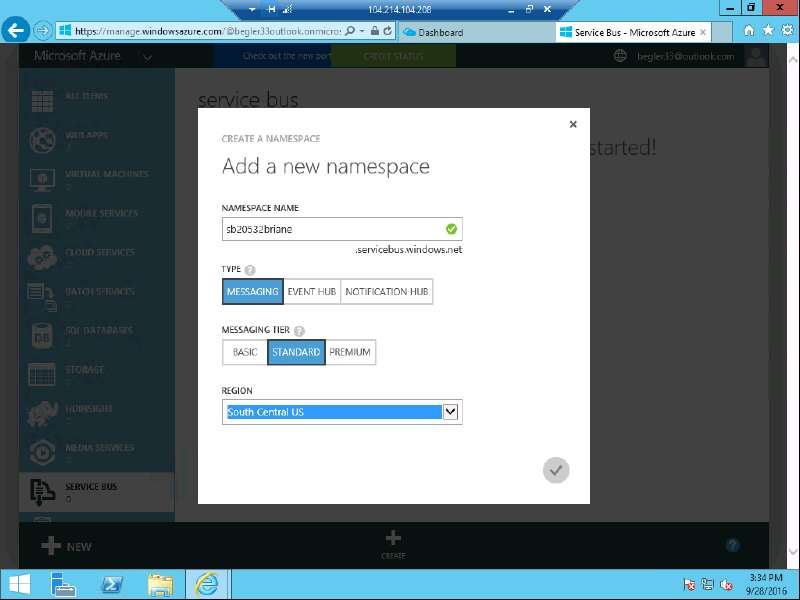 104.214.104.208
https://manage.windowsazure.com/@begler33outlook.onmicros
Dashboard
Service Bus - Microsoft Azure
Microsoft Azure
Check out the new port
CREDIT STATUS
begler33@outlook.com
ALL ITEMS
WEB APPS
VIRTUAL MACHINES
0
MOBILE SERVICES
CLOUD SERVICES
BATCH SERVICES
SQL DATABASES
STORAGE
HDINSIGHT
MEDIA SERVICES
SERVICE BUS
0
service bus
started!
CREATE A NAMESPACE
Add a new namespace
NAMESPACE NAME
sb20532briane
.servicebus.windows.net
TYPE ?
MESSAGING EVENT HUB NOTIFICATION HUB
MESSAGING TIER ?
BASIC STANDARD PREMIUM
REGION
South Central US
NEW
CREATE
?
3:34 PM
9/28/2016